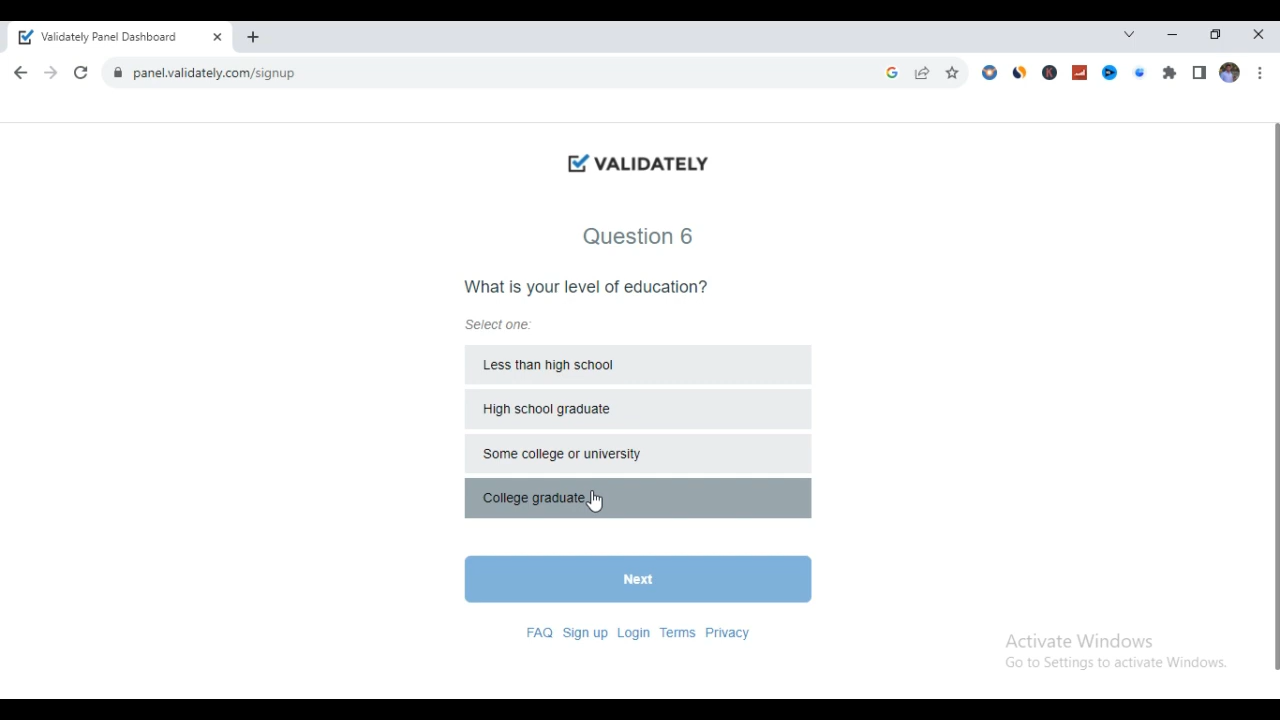 Validately Panel Dashboard
panel.validately.com/signup
VALIDATELY
Question 6
What is your level of education?
Select one:
Less than high school
High school graduate
Some college or university
College graduate
Next
FAQ Sign up Login Terms Privacy
Activate Windows
Go to Settings to activate Windows.